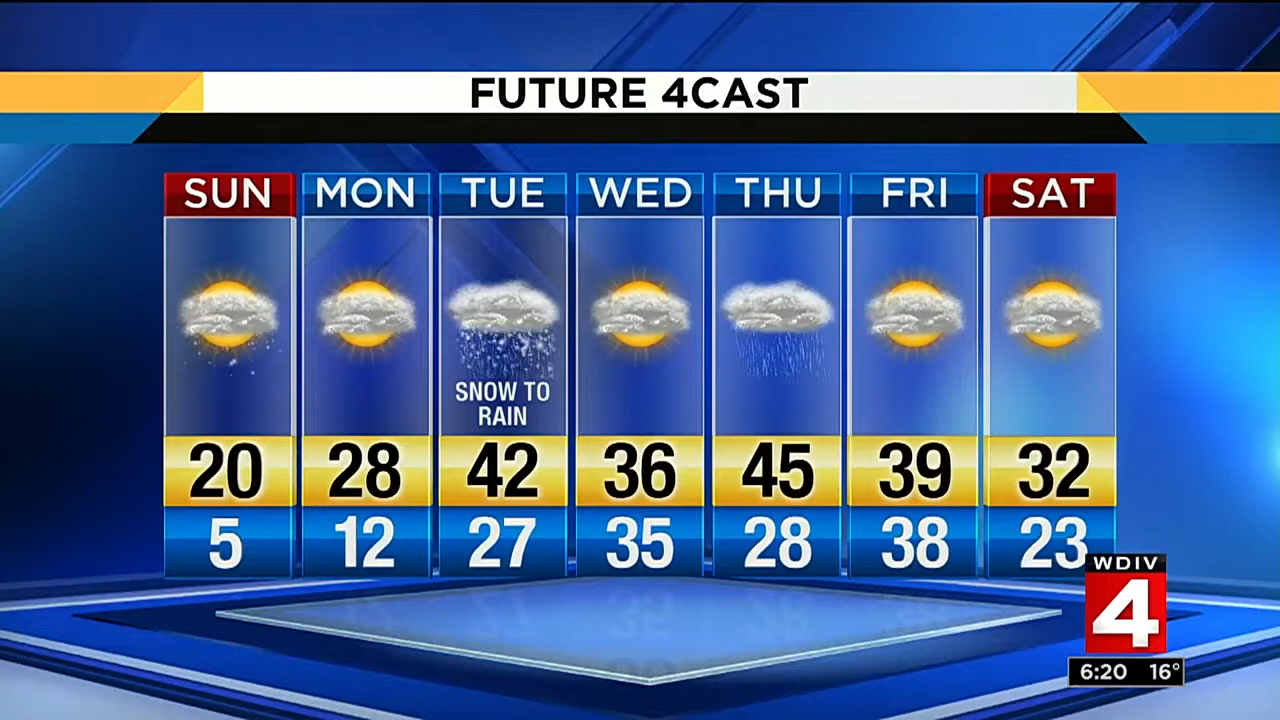 FUTURE 4CAST
SUN MON TUE WED THU FRI SAT
SNOW TO
RAIN
20 28 42 36 45 39 32
5 12 27 35 28 38 23
WDIV
4
6:20 16°